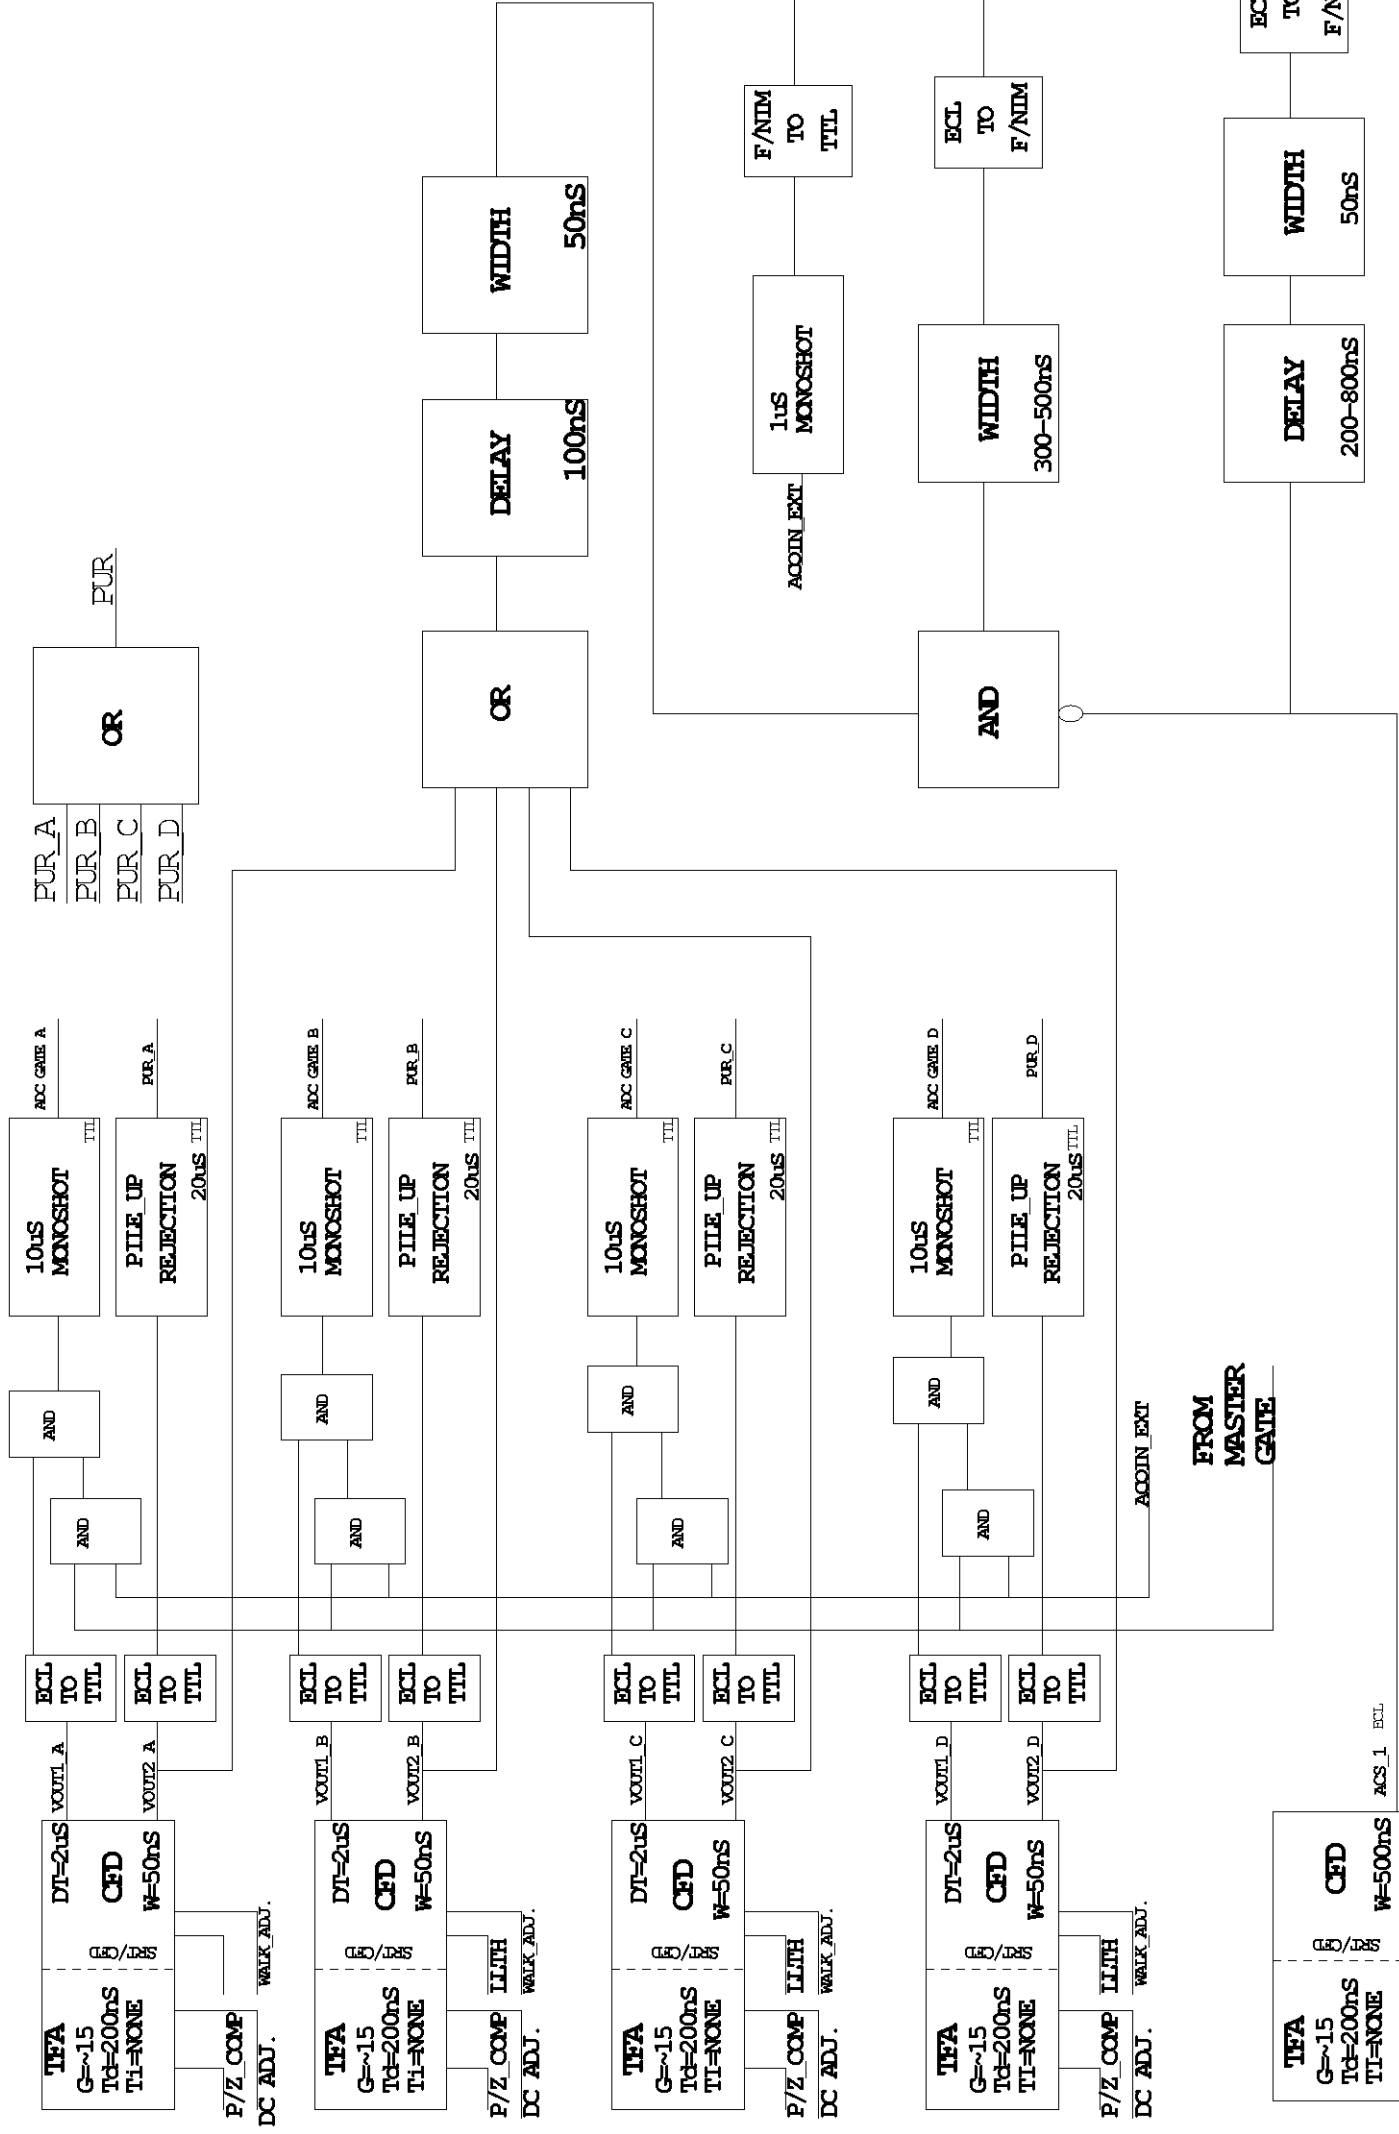 TFA
G=~15
Td=200nS
Ti=NONE
SRT/CFD
DT=2uS
CFD
W=50nS
P/Z_COMP
DC ADJ.
WALK_ADJ.
VOUT1_A
VOUT2_A
ECL
TO
TTL
ECL
TO
TTL
AND
AND
10uS
MONOSHOT
TTL
PILE_UP
REJECTION
20uS TTL
ADC GATE A
PUR_A
PUR_A
PUR_B
PUR_C
PUR_D
OR
PUR
TFA
G=~15
Td=200nS
Ti=NONE
SRT/CFD
DT=2uS
CFD
W=50nS
P/Z_COMP
DC ADJ.
LLTH
WALK_ADJ.
VOUT1_B
VOUT2_B
ECL
TO
TTL
ECL
TO
TTL
AND
AND
10uS
MONOSHOT
TTL
PILE_UP
REJECTION
20uS TTL
ADC GATE B
PUR_B
OR
DELAY
100nS
WIDTH
50nS
TFA
G=~15
Td=200nS
TI=NONE
SRT/CFD
DT=2uS
CFD
W=50nS
P/Z_COMP
DC ADJ.
LLTH
WALK_ADJ.
VOUT1_C
VOUT2_C
ECL
TO
TTL
ECL
TO
TTL
AND
AND
10uS
MONOSHOT
TTL
PILE_UP
REJECTION
20uS TTL
ADC GATE C
PUR_C
ACOIN_EXT
1uS
MONOSHOT
F/NIM
TO
TTL
TFA
G=~15
Td=200nS
TI=NONE
SRT/CFD
DT=2uS
CFD
W=50nS
P/Z_COMP
DC ADJ.
LLTH
WALK_ADJ.
VOUT1_D
VOUT2_D
ECL
TO
TTL
ECL
TO
TTL
AND
AND
10uS
MONOSHOT
TTL
PILE_UP
REJECTION
20uS TTL
ADC GATE D
PUR_D
AND
WIDTH
300-500nS
ECL
TO
F/NIM
ACOIN_EXT
FROM
MASTER
GATE
DELAY
200-800nS
WIDTH
50nS
TFA
G=~15
Td=200nS
TI=NONE
SRT/CFD
CFD
W=500nS
ACS_1 ECL